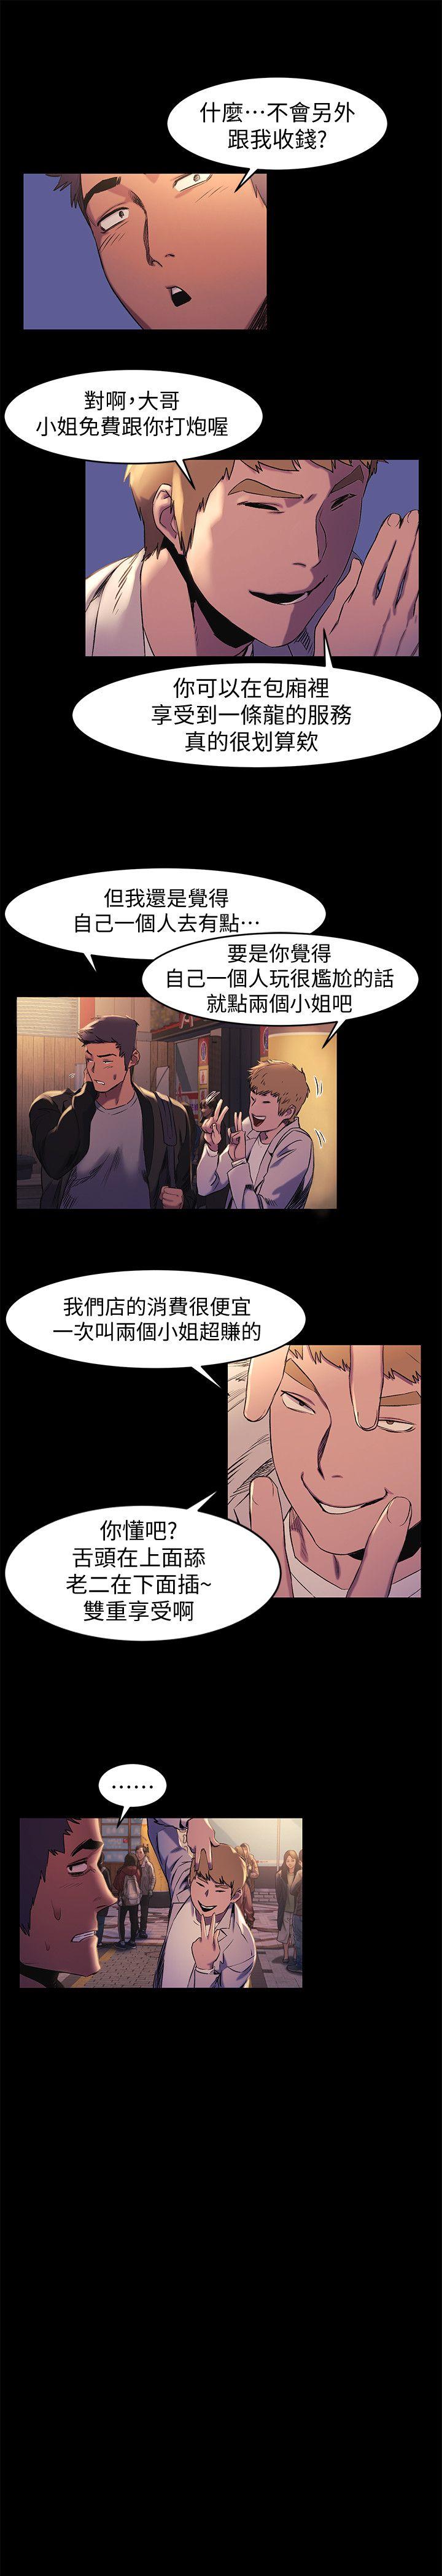 什麼…不會另外
跟我收錢?
對啊,大哥
小姐免費跟你打炮喔
你可以在包廂裡
享受到一條龍的服務
真的很划算欸
但我還是覺得
自己一個人去有點…
要是你覺得
自己一個人玩很尷尬的話
就點兩個小姐吧
我們店的消費很便宜
一次叫兩個小姐超賺的
你懂吧?
舌頭在上面舔
老二在下面插~
雙重享受啊
……